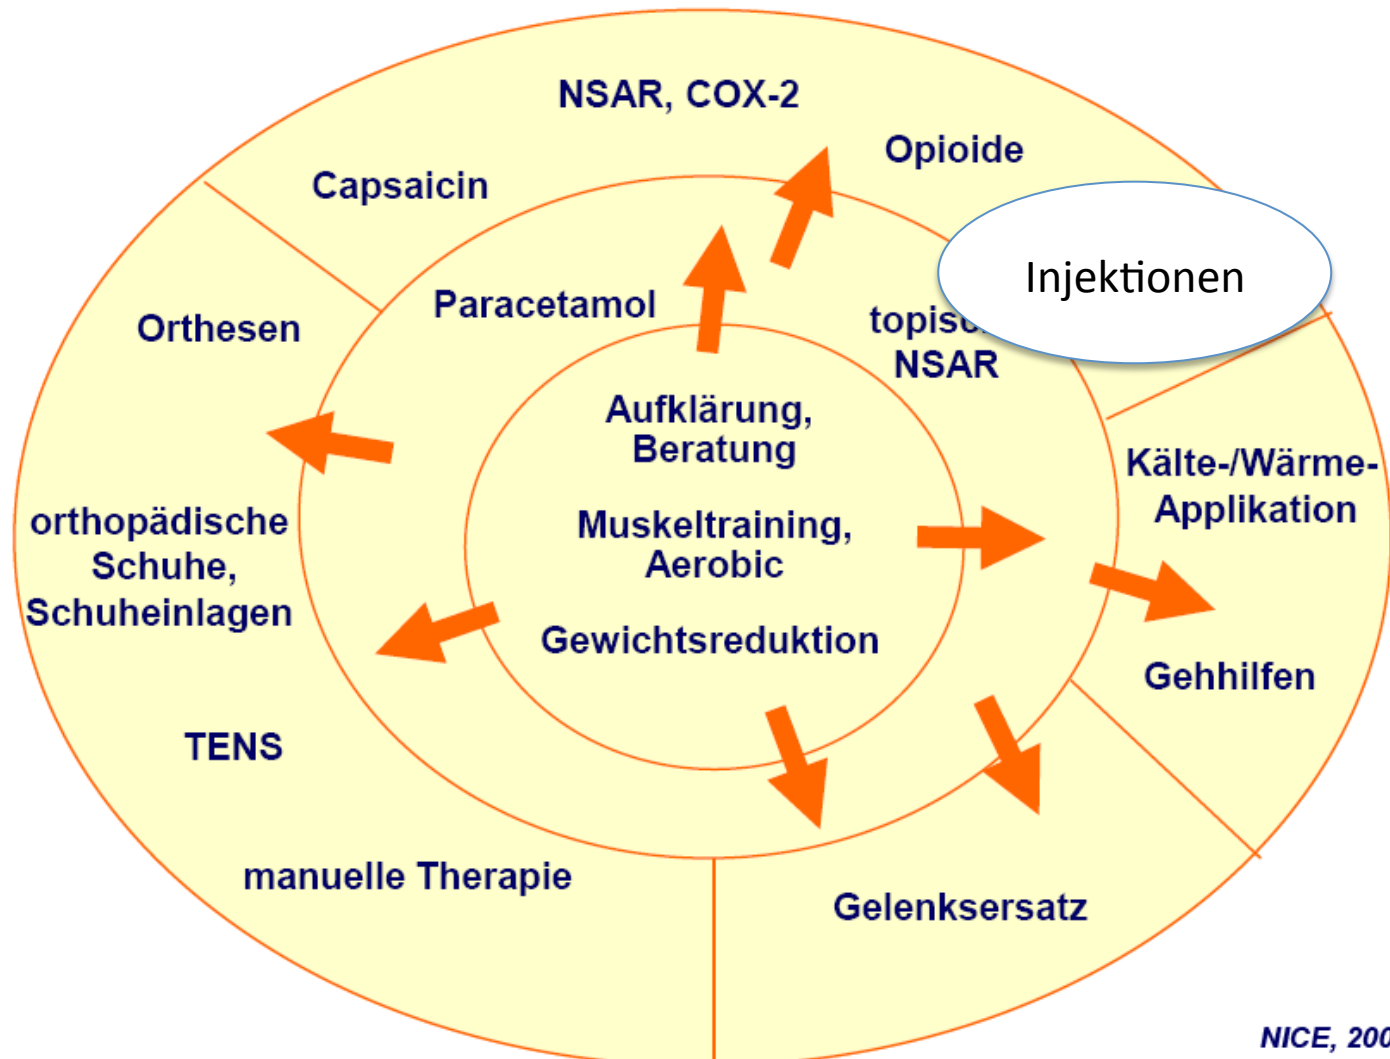 NSAR, COX-2
Opioide
Capsaicin
Injektionen
Paracetamol
Orthesen
NSAR
Aufklärung,
Beratung
Kälte-/Wärme-
Applikation
orthopädische
Schuhe,
Schuheinlagen
Muskeltraining,
Aerobic
Gewichtsreduktion
Gehhilfen
TENS
manuelle Therapie
Gelenksersatz
NICE,